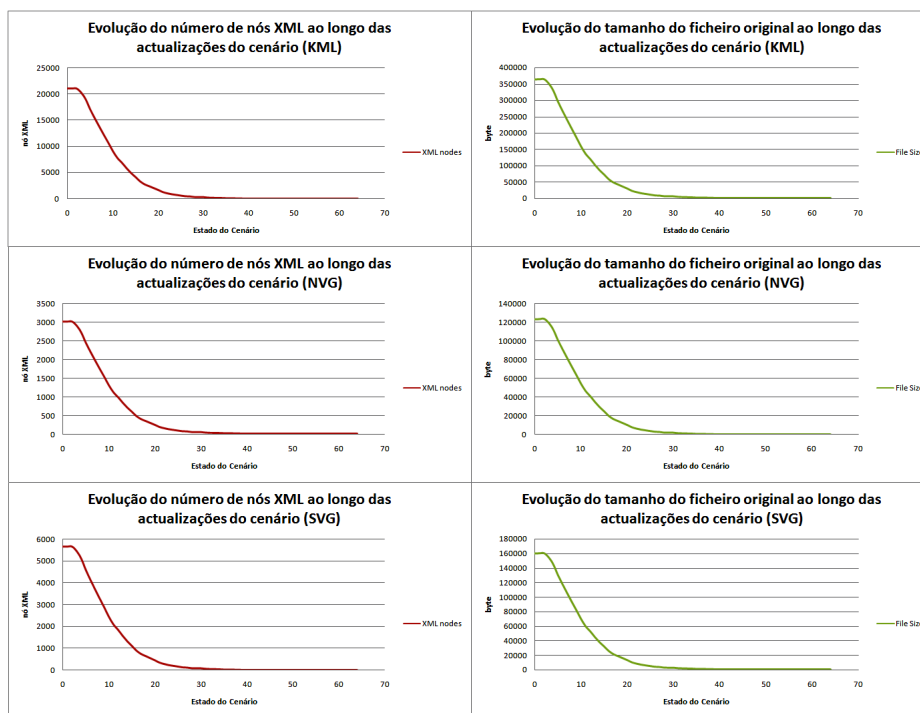 Evolução do número de nós XML ao longo das
actualizações do cenário (KML)
25000
20000
15000
10000
5000
0
nó XML
0 10 20 30 40 50 60 70
Estado do Cenário
XML nodes
Evolução do tamanho do ficheiro original ao longo das
actualizações do cenário (KML)
400000
350000
300000
250000
200000
150000
100000
50000
0
byte
0 10 20 30 40 50 60 70
Estado do Cenário
File Size
Evolução do número de nós XML ao longo das
actualizações do cenário (NVG)
3500
3000
2500
2000
1500
1000
500
0
nó XML
0 10 20 30 40 50 60 70
Estado do Cenário
XML nodes
Evolução do tamanho do ficheiro original ao longo das
actualizações do cenário (NVG)
140000
120000
100000
80000
60000
40000
20000
0
byte
0 10 20 30 40 50 60 70
Estado do Cenário
File Size
Evolução do número de nós XML ao longo das
actualizações do cenário (SVG)
6000
5000
4000
3000
2000
1000
0
nó XML
0 10 20 30 40 50 60 70
Estado do Cenário
XML nodes
Evolução do tamanho do ficheiro original ao longo das
actualizações do cenário (SVG)
180000
160000
140000
120000
100000
80000
60000
40000
20000
0
byte
0 10 20 30 40 50 60 70
Estado do Cenário
File Size